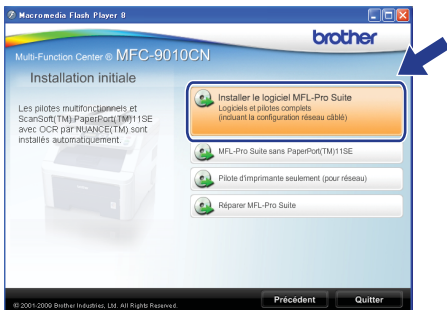 Macromedia Flash Player 8
brother
Multi-Function Center ® MFC-9010CN
Installation initiale
Les pilotes multifonctionnels et
ScanSoft(TM) PaperPort(TM)11SE
avec OCR par NUANCE(TM) sont
installés automatiquement.
Installer le logiciel MFL-Pro Suite
Logiciels et pilotes complets
(incluant la configuration réseau câblé)
MFL-Pro Suite sans PaperPort(TM)11SE
Pilote d'imprimante seulement (pour réseau)
Réparer MFL-Pro Suite
© 2001-2009 Brother Industries, Ltd. All Rights Reserved.
Précédent
Quitter